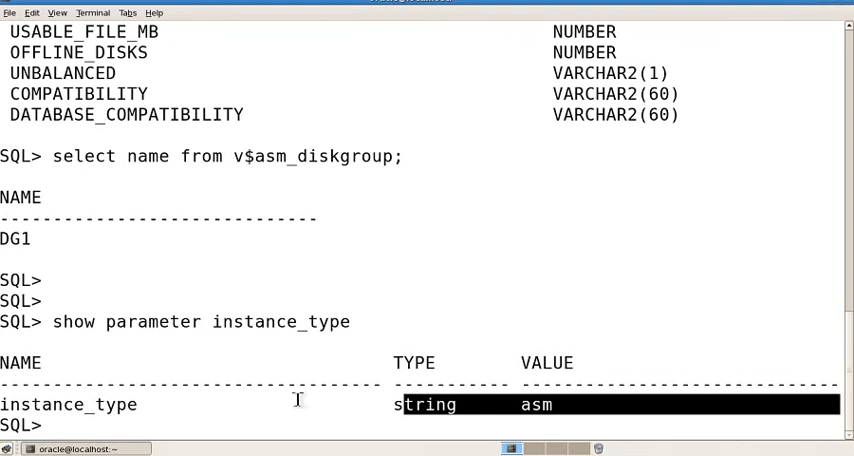 File Edit View Terminal Tabs Help
USABLE_FILE_MB NUMBER
OFFLINE_DISKS NUMBER
UNBALANCED VARCHAR2(1)
COMPATIBILITY VARCHAR2(60)
DATABASE_COMPATIBILITY VARCHAR2(60)
SQL> select name from v$asm_diskgroup;
NAME
------------------------------
DG1
SQL>
SQL>
SQL> show parameter instance_type
NAME TYPE VALUE
------------------------------------ ----------- ------------------------------
instance_type string asm
SQL>
oracle@localhost:~